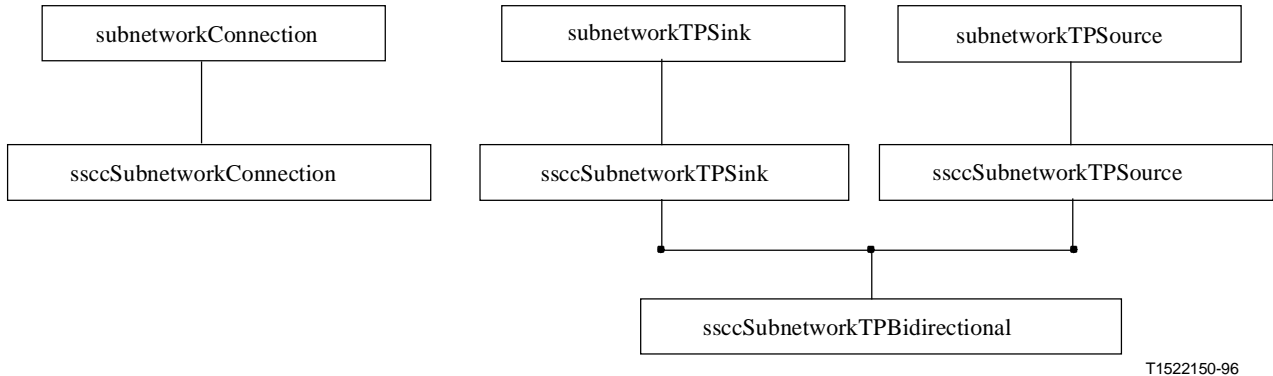 subnetworkConnection
subnetworkTPSink
subnetworkTPSource
ssccSubnetworkConnection
ssccSubnetworkTPSink
ssccSubnetworkTPSource
ssccSubnetworkTPBidirectional
T1522150-96